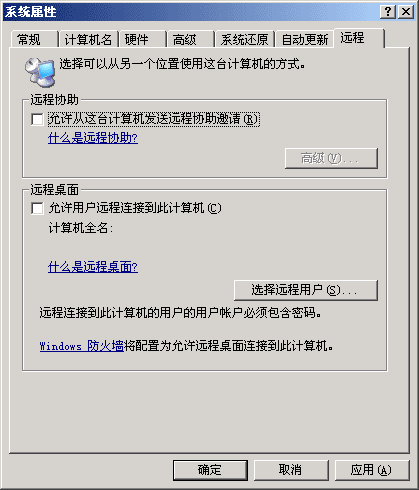 系统属性
常规 计算机名 硬件 高级 系统还原 自动更新 远程
选择可以从另一个位置使用这台计算机的方式。
远程协助
允许从这台计算机发送远程协助邀请(R)
什么是远程协助?
高级(V)...
远程桌面
允许用户远程连接到此计算机(C)
计算机全名:
什么是远程桌面?
选择远程用户(S)...
远程连接到此计算机的用户的用户帐户必须包含密码。
Windows 防火墙将配置为允许远程桌面连接到此计算机。
确定 取消 应用(A)